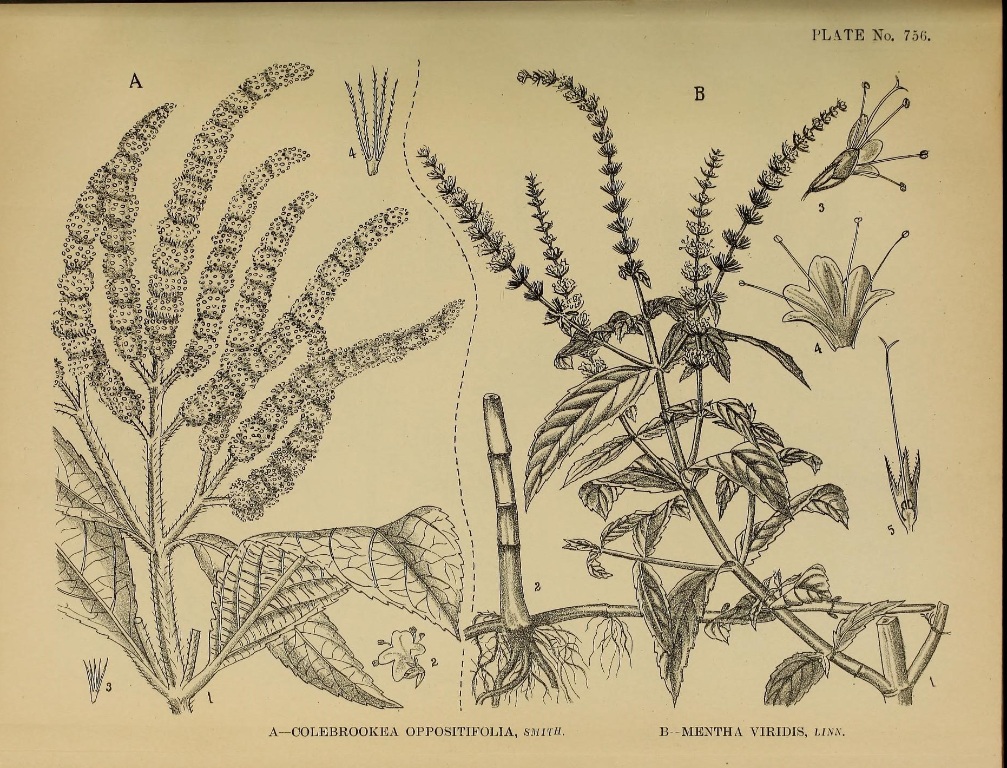 PLATE No. 756.
A
B
4
3
4
5
2
3
2
1
1
A—COLEBROOKEA OPPOSITIFOLIA, SMITH.
B--MENTHA VIRIDIS, LINN.